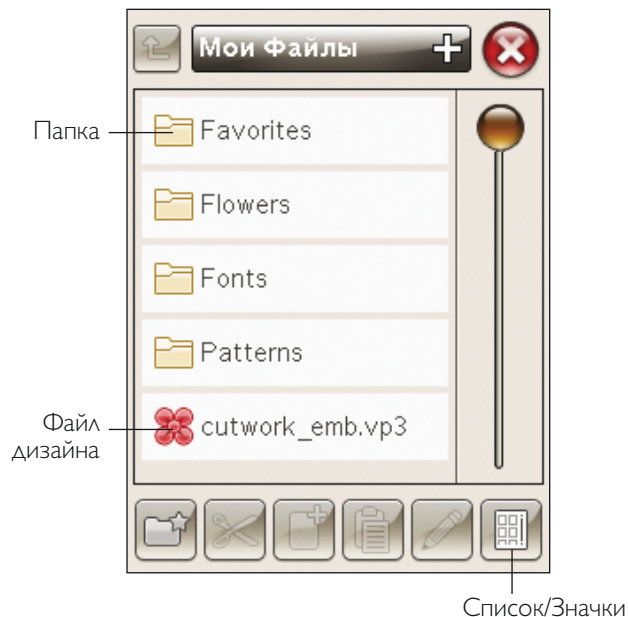 Мои Файлы
Папка
Favorites
Flowers
Fonts
Patterns
Файл
дизайна
cutwork_emb.vp3
Список/Значки